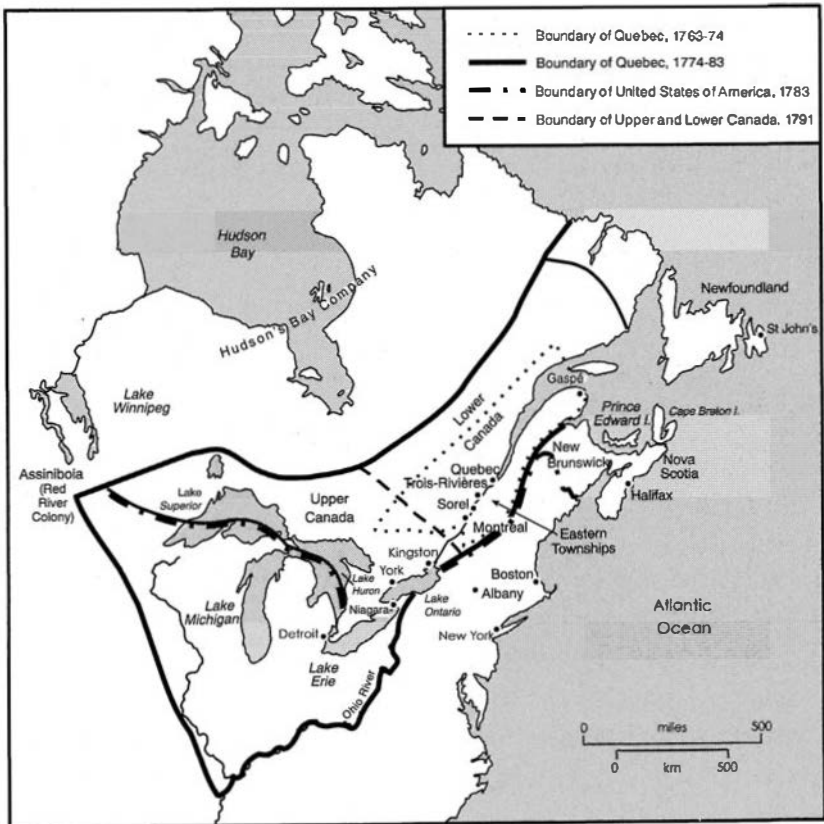 Boundary of Quebec, 1763-74
Boundary of Quebec, 1774-83
Boundary of United States of America, 1783
Boundary of Upper and Lower Canada. 1791
Hudson
Bay
Hudson's Bay Company
Newfoundland
St John's
Lake
Winnipeg
Lower
Canada
Gaspé
Prince
Edward I.
Cape Breton I.
New
Brunswick
Nova
Scotia
Halifax
Assiniboia
(Red
River
Colony)
Lake
Superior
Upper
Canada
Quebec
Trois-Rivières
Sorel
Montreal
Eastern
Townships
Kingston
York
Lake
Huron
Niagara
Lake
Ontario
Lake
Michigan
Detroit
Lake
Erie
Boston
Albany
New York
Ohio River
Atlantic
Ocean
0 miles 500
0 km 500